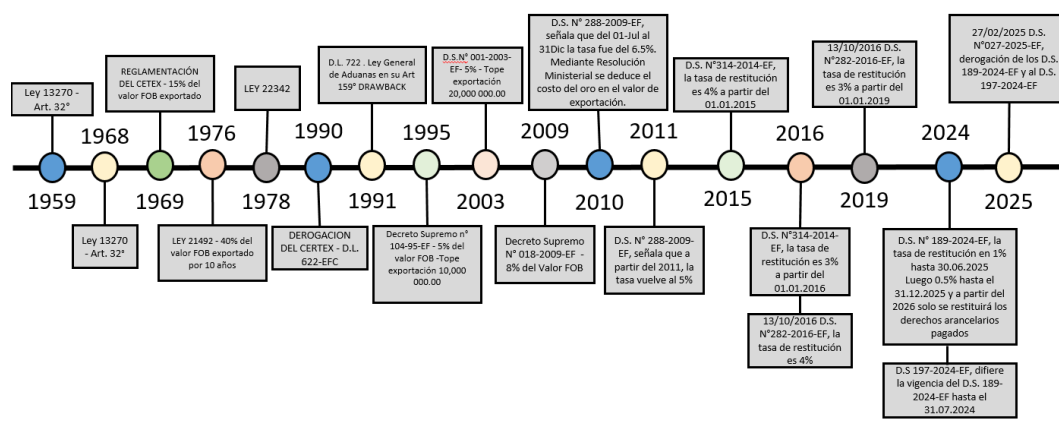 Ley 13270 -
Art. 32°
1959
1968
Ley 13270
- Art. 32°
REGLAMENTACIÓN
DEL CETEX - 15% del
valor FOB exportado
1969
1976
LEY 21492 - 40% del
valor FOB exportado
por 10 años
LEY 22342
1978
1990
DEROGACION
DEL CERTEX - D.L.
622-EFC
D.L. 722 . Ley General
de Aduanas en su Art
159° DRAWBACK
1991
1995
Decreto Supremo n°
104-95-EF - 5% del
valor FOB -Tope
exportación 10,000
000.00
D.S.N° 001-2003-
EF- 5% - Tope
exportación
20,000 000.00
2003
2009
Decreto Supremo
N° 018-2009-EF -
8% del Valor FOB
D.S. N° 288-2009-EF,
señala que del 01-Jul al
31Dic la tasa fue del 6.5%.
Mediante Resolución
Ministerial se deduce el
costo del oro en el valor de
exportación.
2010
2011
D.S. N° 288-2009-
EF, señala que a
partir del 2011, la
tasa vuelve al 5%
D.S. N°314-2014-
EF, la tasa de
restitución es 4% a
partir del
01.01.2015
2015
2016
D.S. N°314-2014-
EF, la tasa de
restitución es 3%
a partir del
01.01.2016
13/10/2016 D.S.
N°282-2016-EF, la
tasa de restitución
es 4%
13/10/2016 D.S.
N°282-2016-EF, la
tasa de restitución
es 3% a partir del
01.01.2019
2019
2024
D.S. N° 189-2024-EF, la
tasa de restitución en 1%
hasta 30.06.2025
Luego 0.5% hasta el
31.12.2025 y a partir del
2026 solo se restituirá los
derechos arancelarios
pagados
D.S 197-2024-EF, difiere
la vigencia del D.S. 189-
2024-EF hasta el
31.07.2024
27/02/2025 D.S.
N°027-2025-EF,
derogación de los D.S.
189-2024-EF y al D.S.
197-2024-EF
2025